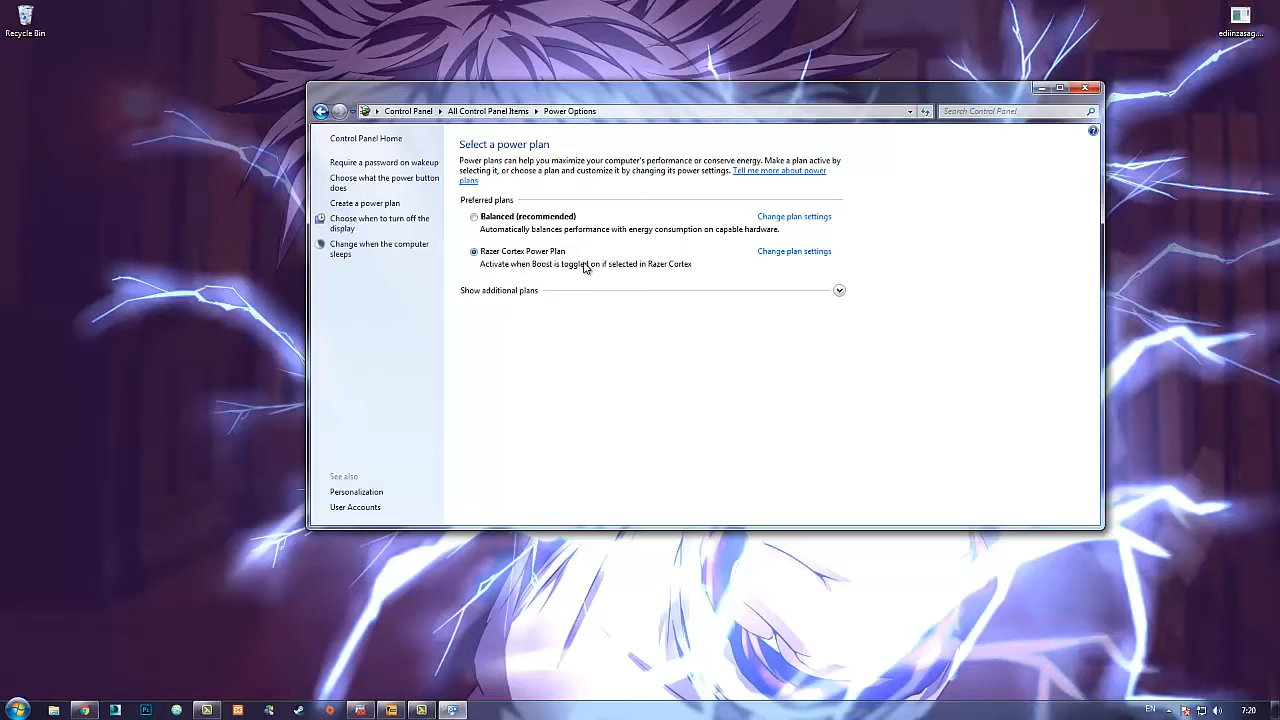 Recycle Bin
ediinzasag...
Control Panel
All Control Panel Items
Power Options
Search Control Panel
Control Panel Home
Require a password on wakeup
Choose what the power button
does
Create a power plan
Choose when to turn off the
display
Change when the computer
sleeps
Select a power plan
Power plans can help you maximize your computer's performance or conserve energy. Make a plan active by
selecting it, or choose a plan and customize it by changing its power settings. Tell me more about power
plans
Preferred plans
Balanced (recommended)
Change plan settings
Automatically balances performance with energy consumption on capable hardware.
Razer Cortex Power Plan
Change plan settings
Activate when Boost is toggled on if selected in Razer Cortex
Show additional plans
See also
Personalization
User Accounts
EN
7:20